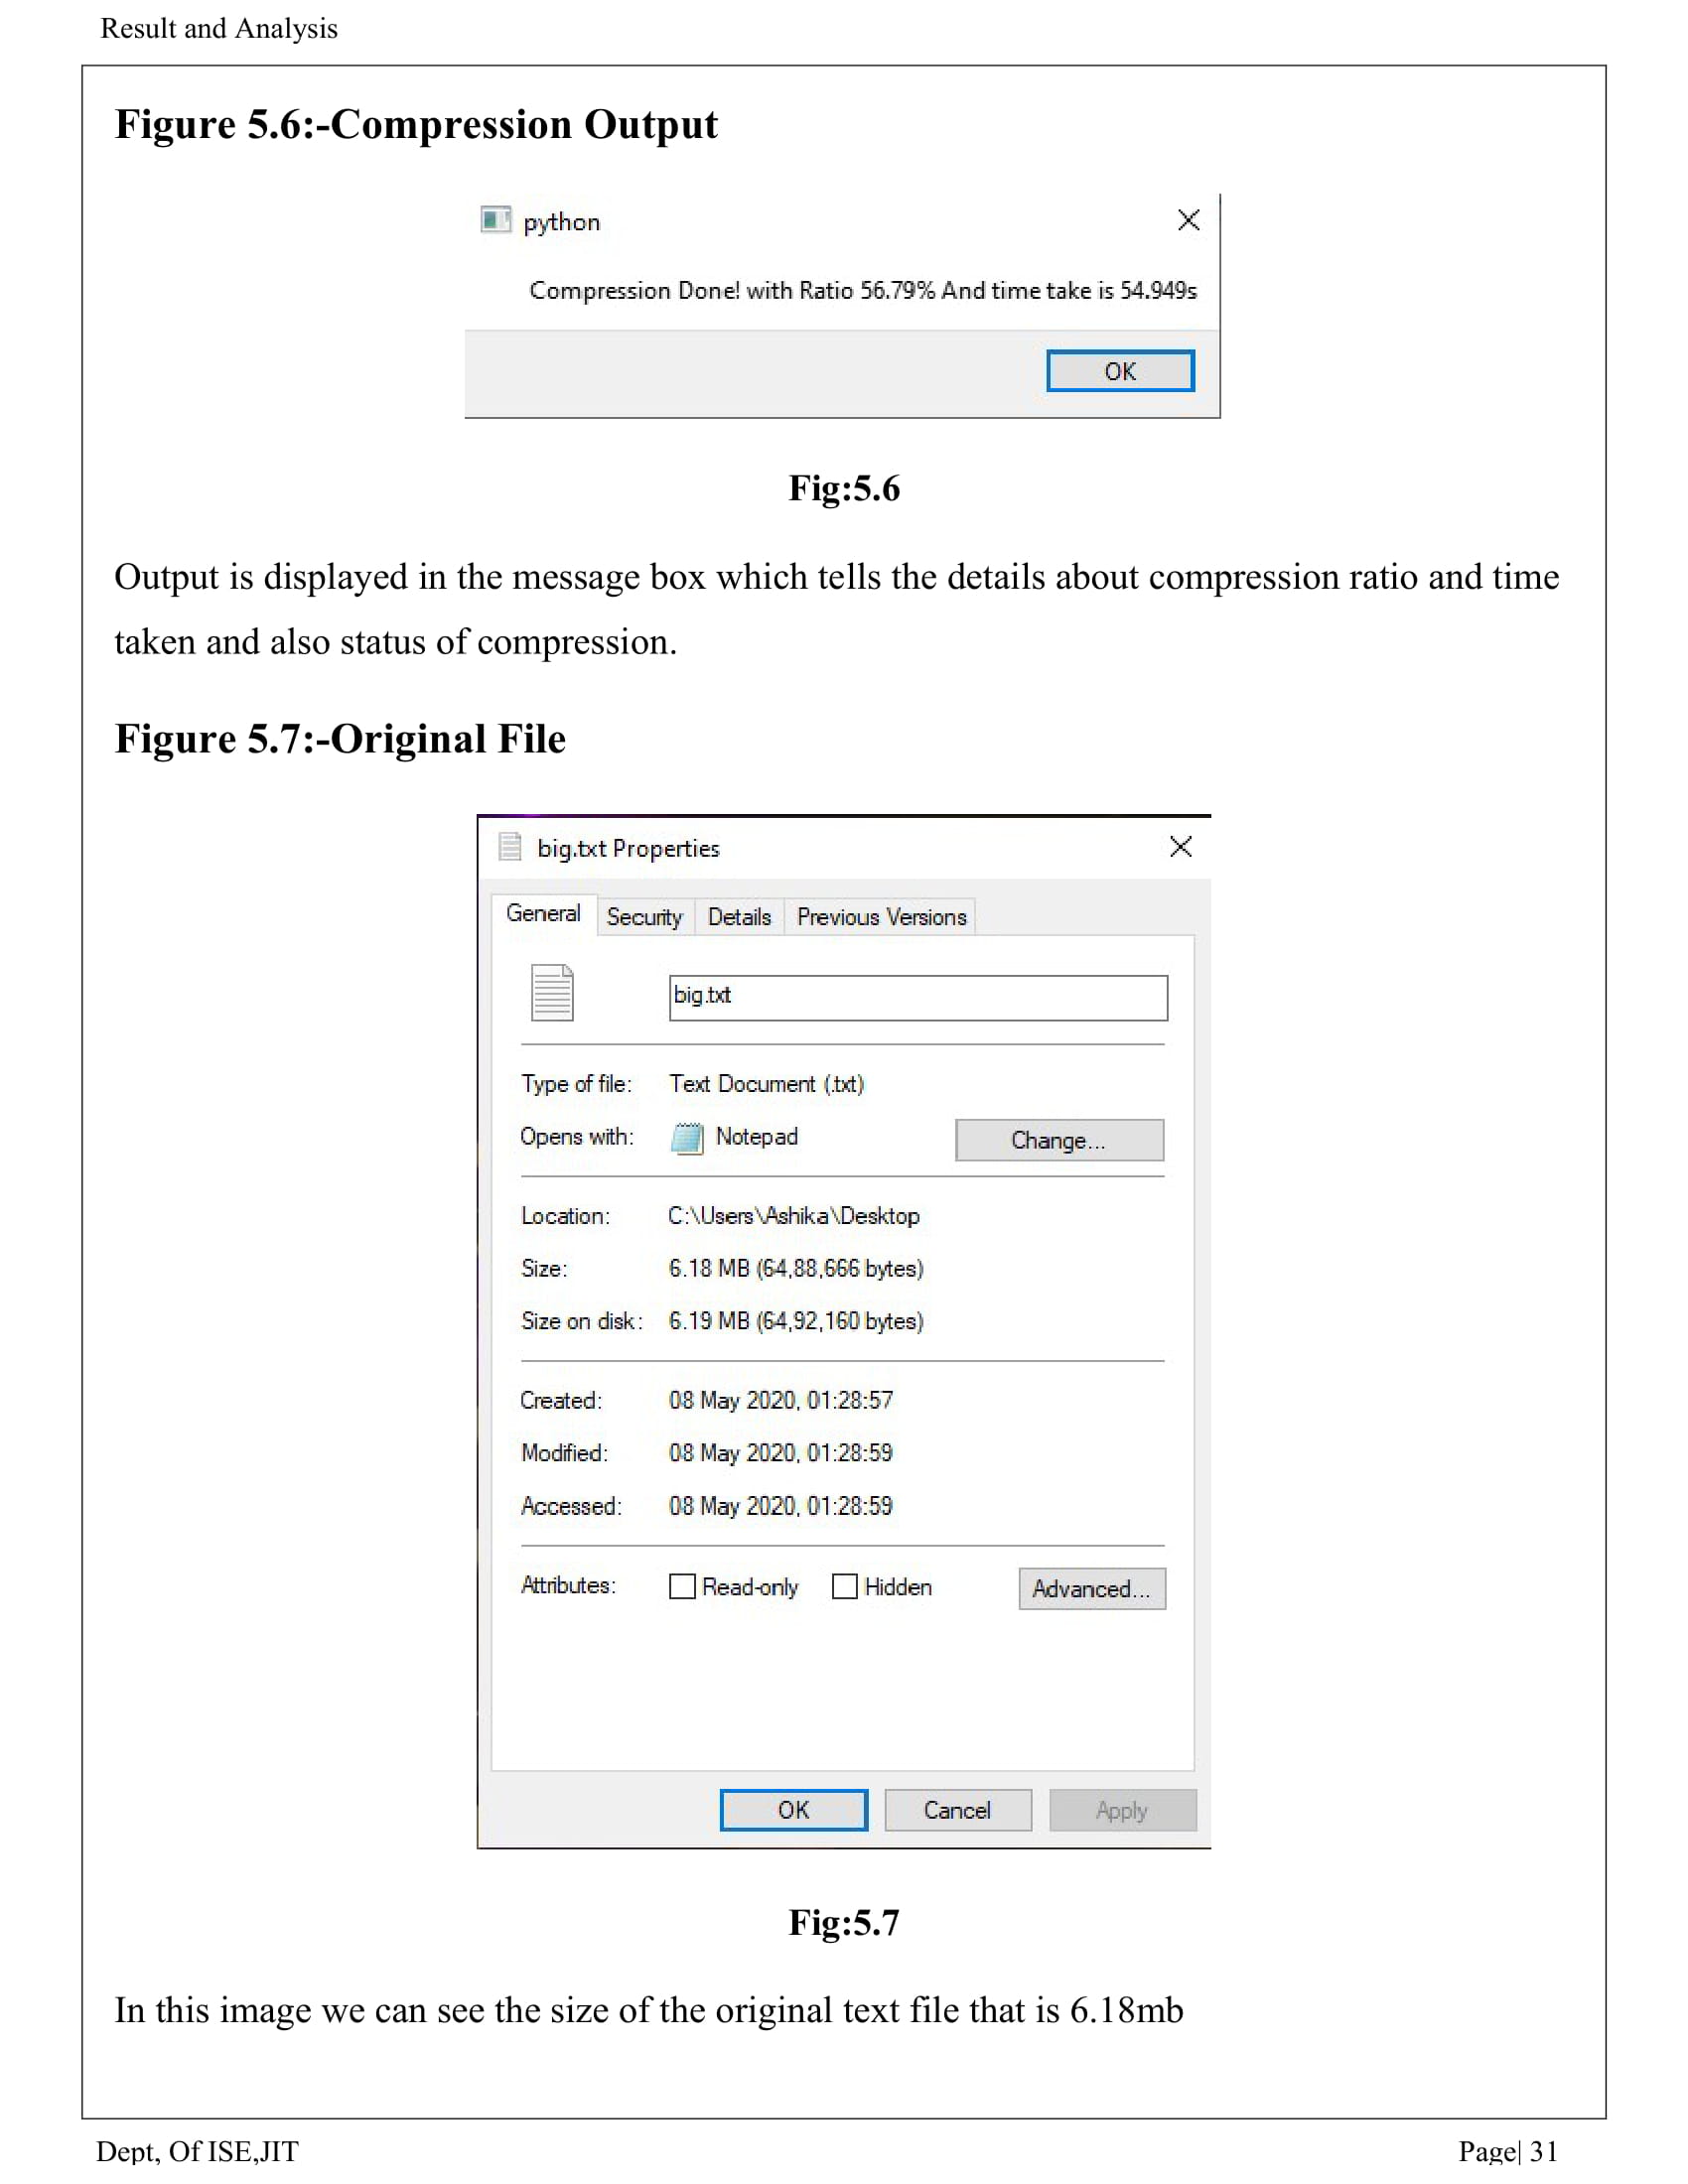 Result and Analysis
Figure 5.6:-Compression Output
python
Compression Done! with Ratio 56.79% And time take is 54.949s
OK
Fig:5.6
Output is displayed in the message box which tells the details about compression ratio and time
taken and also status of compression.
Figure 5.7:-Original File
big.txt Properties
General Security Details Previous Versions
big.txt
Type of file: Text Document (.txt)
Opens with: Notepad Change...
Location: C:\Users\Ashika\Desktop
Size: 6.18 MB (64,88,666 bytes)
Size on disk: 6.19 MB (64,92,160 bytes)
Created: 08 May 2020, 01:28:57
Modified: 08 May 2020, 01:28:59
Accessed: 08 May 2020, 01:28:59
Attributes: Read-only Hidden Advanced...
OK Cancel Apply
Fig:5.7
In this image we can see the size of the original text file that is 6.18mb
Dept, Of ISE,JIT Page| 31